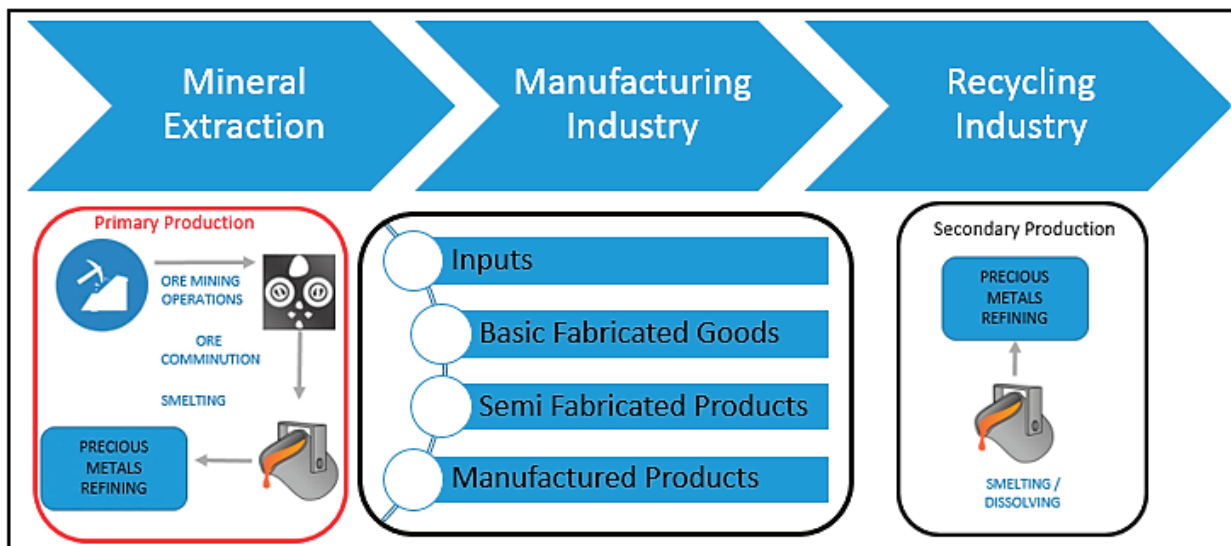 Mineral
Extraction
Manufacturing
Industry
Recycling
Industry
Primary Production
ORE MINING
OPERATIONS
ORE
COMMINUTION
SMELTING
PRECIOUS
METALS
REFINING
Inputs
Basic Fabricated Goods
Semi Fabricated Products
Manufactured Products
Secondary Production
PRECIOUS
METALS
REFINING
SMELTING /
DISSOLVING